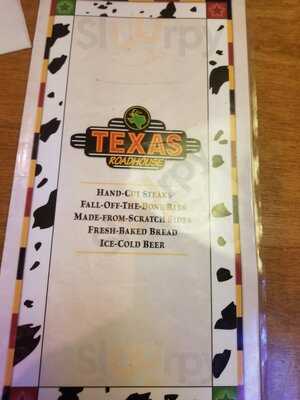 TEXAS
ROADHOUSE
HAND-CUT STEAKS
FALL-OFF-THE-BONE RIBS
MADE-FROM-SCRATCH SIDES
FRESH-BAKED BREAD
ICE-COLD BEER